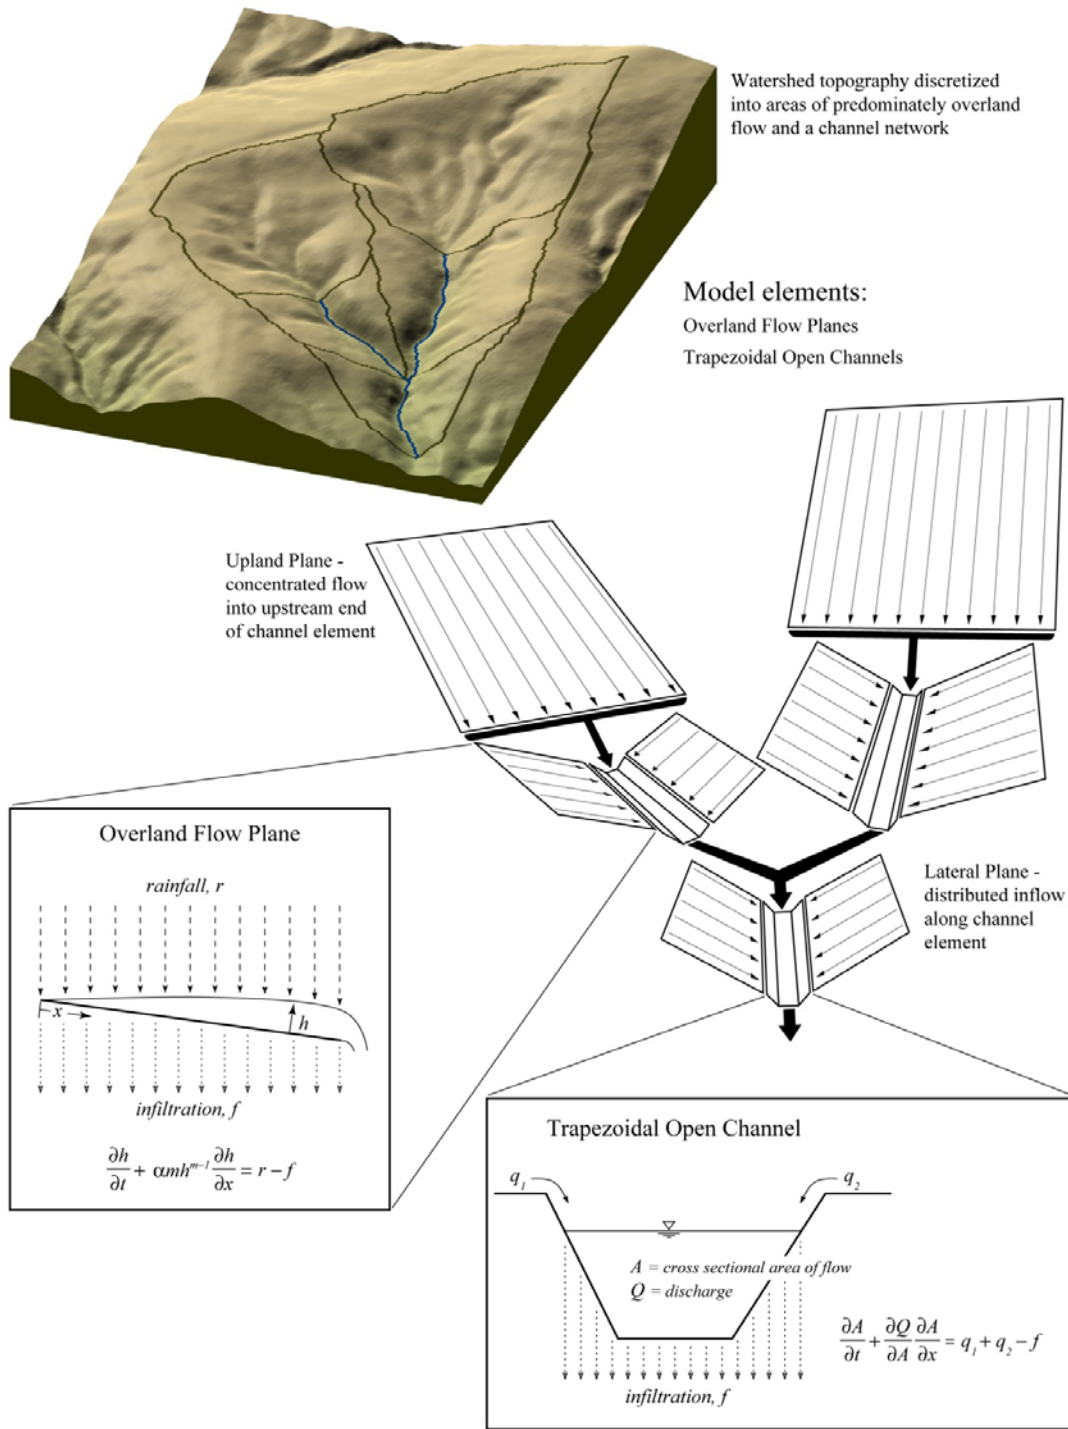 Watershed topography discretized
into areas of predominately overland
flow and a channel network
Model elements:
Overland Flow Planes
Trapezoidal Open Channels
Upland Plane -
concentrated flow
into upstream end
of channel element
Lateral Plane -
distributed inflow
along channel
element
Overland Flow Plane
rainfall, r
x
h
infiltration, f
∂h/∂t + αmh^{m-1} ∂h/∂x = r – f
Trapezoidal Open Channel
q₁
q₂
A = cross sectional area of flow
Q = discharge
∂A/∂t + ∂Q/∂A ∂A/∂x = q₁ + q₂ – f
infiltration, f